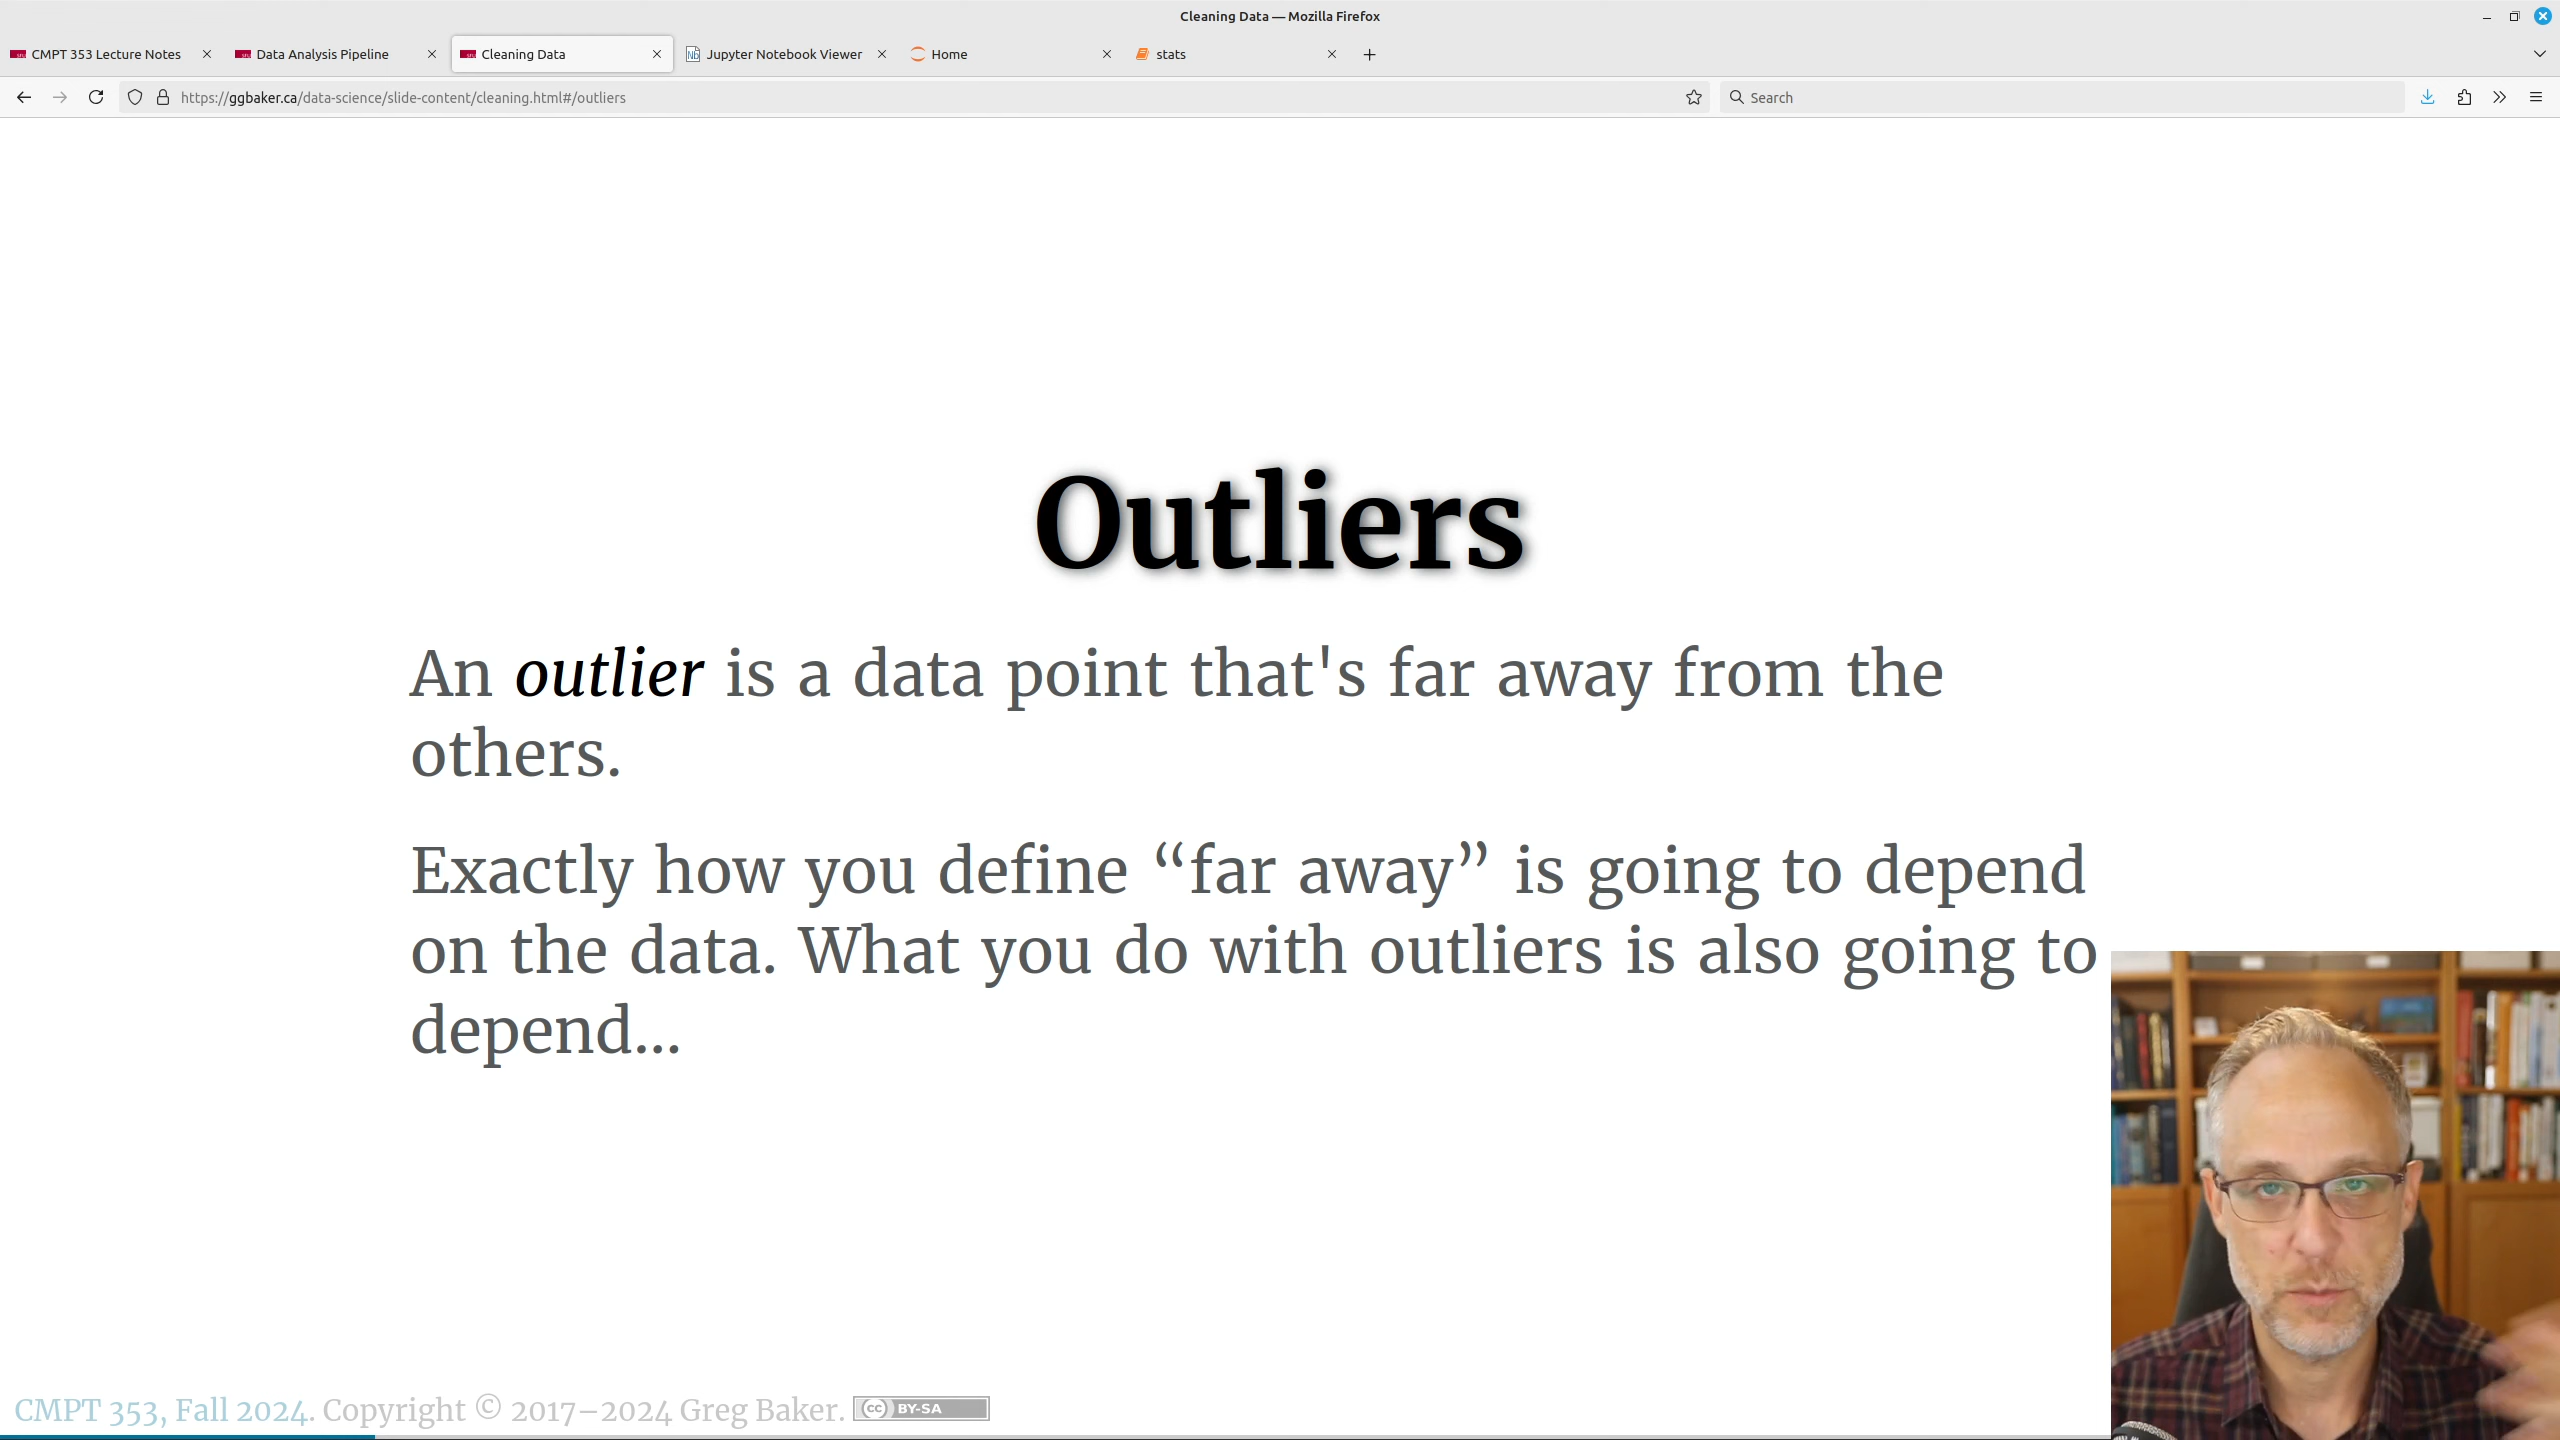 Cleaning Data — Mozilla Firefox
CMPT 353 Lecture Notes
Data Analysis Pipeline
Cleaning Data
Jupyter Notebook Viewer
Home
stats
https://ggbaker.ca/data-science/slide-content/cleaning.html#/outliers
Search
Outliers
An outlier is a data point that's far away from the
others.
Exactly how you define “far away” is going to depend
on the data. What you do with outliers is also going to
depend…
CMPT 353, Fall 2024. Copyright © 2017–2024 Greg Baker.
cc BY-SA